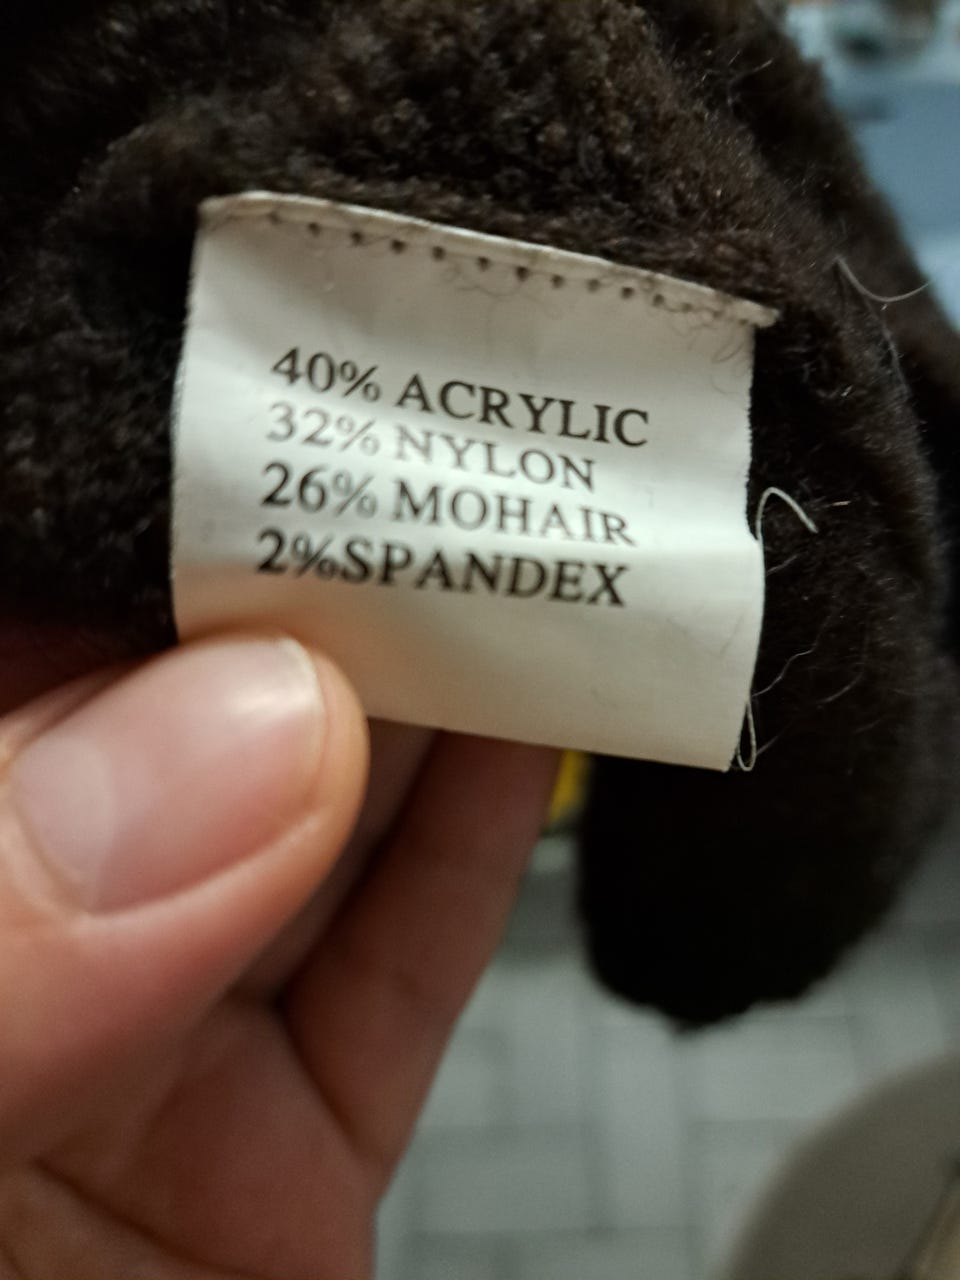 40% ACRYLIC
32% NYLON
26% MOHAIR
2%SPANDEX